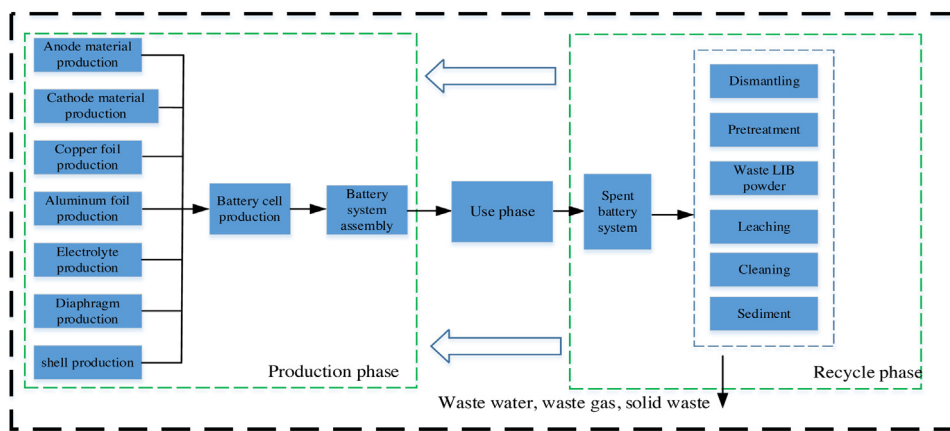 Anode material
production
Cathode material
production
Copper foil
production
Aluminum foil
production
Electrolyte
production
Diaphragm
production
shell production
Battery cell
production
Battery
system
assembly
Production phase
Use phase
Spent
battery
system
Dismantling
Pretreatment
Waste LIB
powder
Leaching
Cleaning
Sediment
Recycle phase
Waste water, waste gas, solid waste